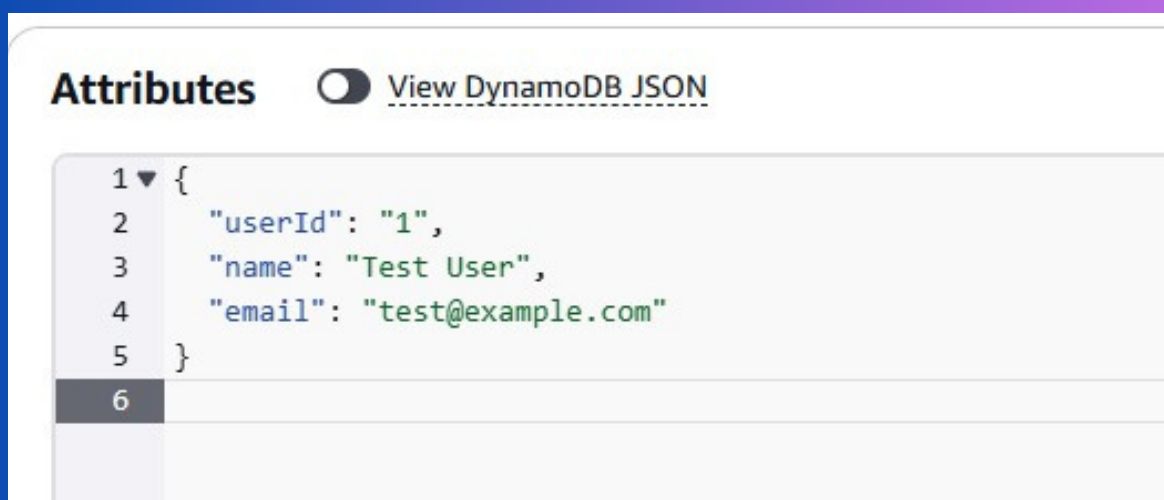 Attributes View DynamoDB JSON
1 {
2 "userId": "1",
3 "name": "Test User",
4 "email": "test@example.com"
5 }
6